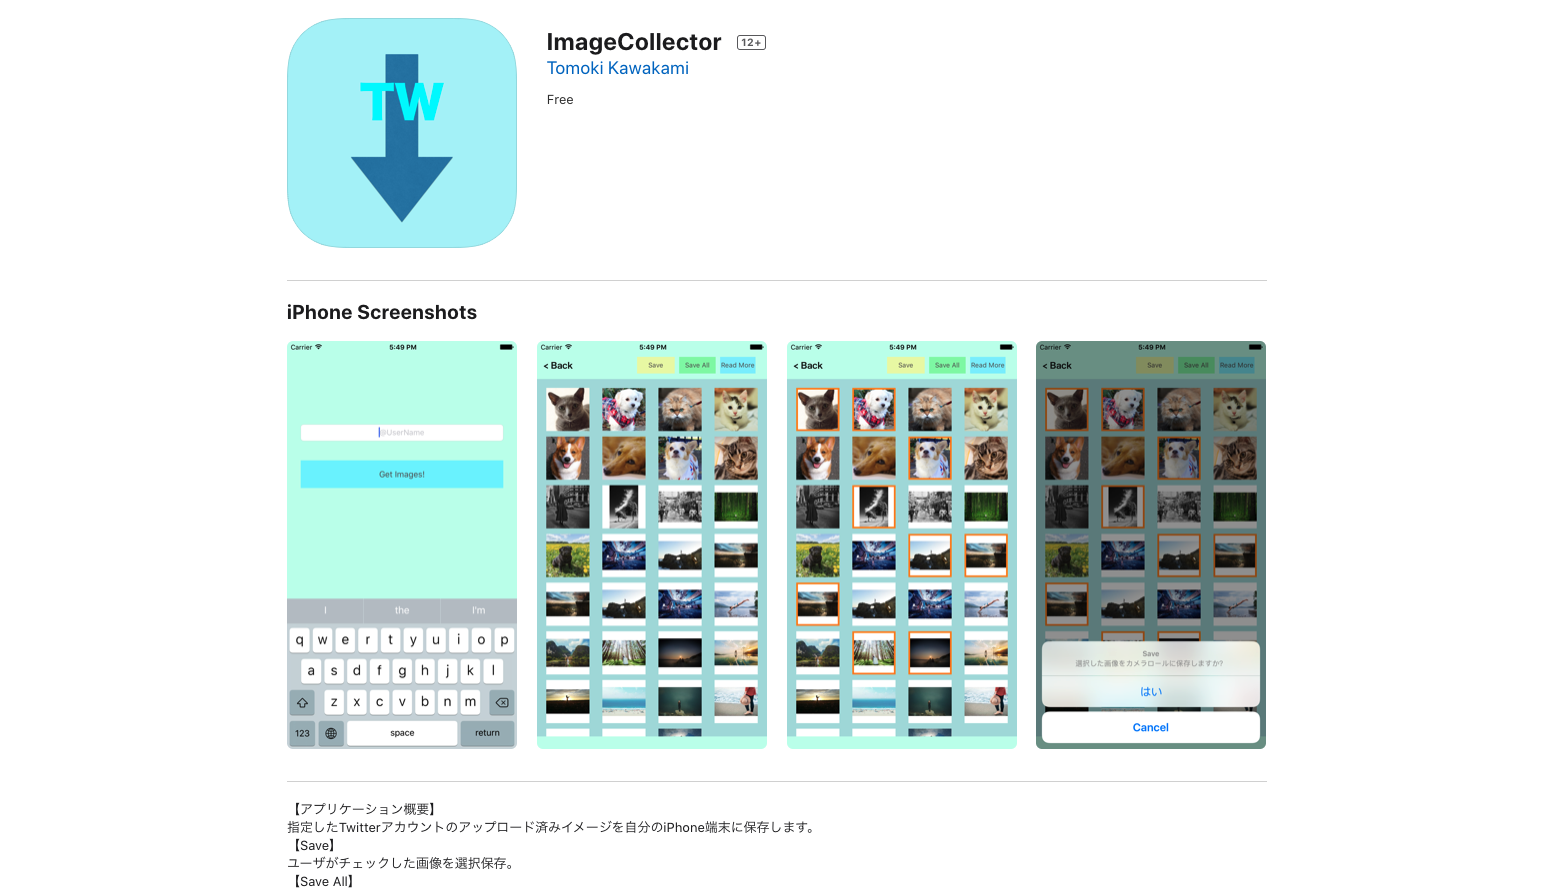 TW
ImageCollector 12+
Tomoki Kawakami
Free
iPhone Screenshots
Carrier 5:49 PM
@UserName
Get Images!
I the I'm
q w e r t y u i o p
a s d f g h j k l
z x c v b n m
123 space return
Carrier 5:49 PM
< Back Save Save All Read More
Carrier 5:49 PM
< Back Save Save All Read More
Carrier 5:49 PM
< Back Save Save All Read More
Save
選択した画像をカメラロールに保存しますか?
はい
Cancel
【アプリケーション概要】
指定したTwitterアカウントのアップロード済みイメージを自分のiPhone端末に保存します。
【Save】
ユーザがチェックした画像を選択保存。
【Save All】